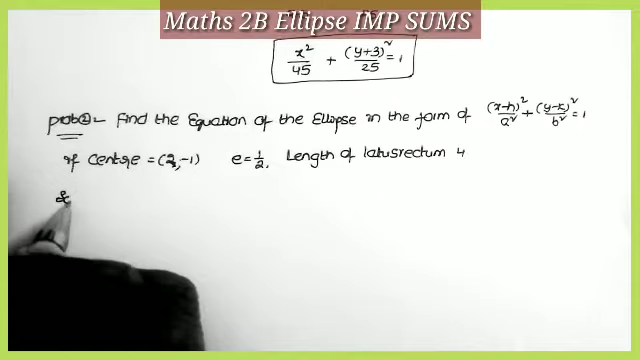 Maths 2B Ellipse IMP SUMS
x²/45 + (y+3)²/25 = 1
Find the Equation of the Ellipse in the form of (x-h)²/a² + (y-k)²/b² = 1
if centre = (2, -1) e = 1/2, Length of latusrectum 4